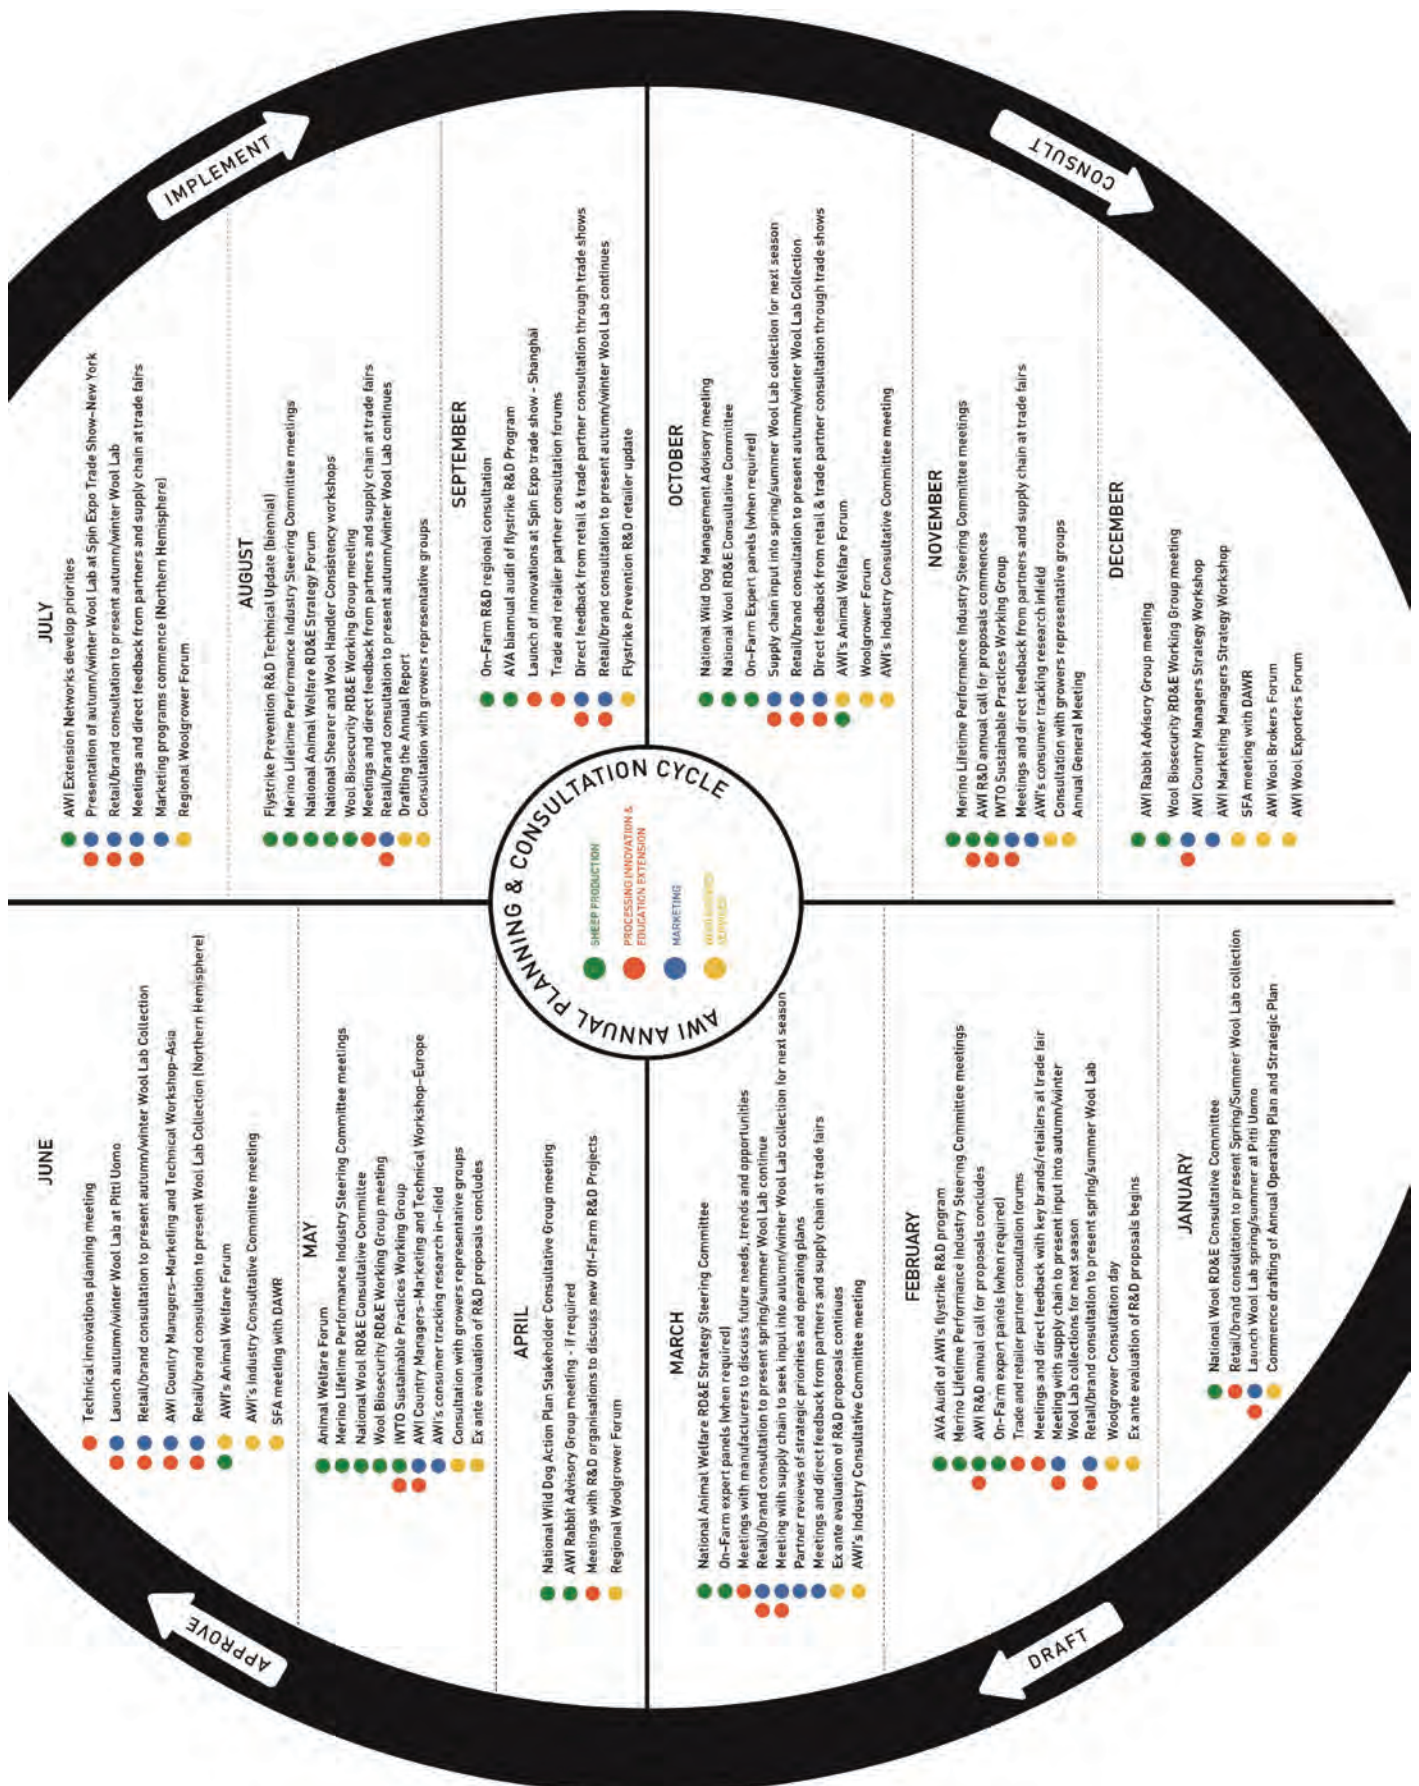 AWI ANNUAL PLANNING & CONSULTATION CYCLE
SHEEP PRODUCTION
PROCESSING INNOVATION &
EDUCATION EXTENSION
MARKETING
SERVICES
APPROVE
JUNE
Technical innovations planning meeting
Launch autumn/winter Wool Lab at Pitti Uomo
Retail/brand consultation to present autumn/winter Wool Lab Collection
AWI Country Managers–Marketing and Technical Workshop–Asia
Retail/brand consultation to present Wool Lab Collection (Northern Hemisphere)
AWI's Animal Welfare Forum
AWI's Industry Consultative Committee meeting
SFA meeting with DAWR
MAY
Animal Welfare Forum
Merino Lifetime Performance Industry Steering Committee meetings
National Wool RD&E Consultative Committee
Wool Biosecurity RD&E Working Group meeting
IWTO Sustainable Practices Working Group
AWI Country Managers–Marketing and Technical Workshop–Europe
AWI's consumer tracking research in-field
Consultation with growers representative groups
Ex ante evaluation of R&D proposals concludes
APRIL
National Wild Dog Action Plan Stakeholder Consultative Group meeting
AWI Rabbit Advisory Group meeting - if required
Meetings with R&D organisations to discuss new Off–Farm R&D Projects
Regional Woolgrower Forum
IMPLEMENT
JULY
AWI Extension Networks develop priorities
Presentation of autumn/winter Wool Lab at Spin Expo Trade Show–New York
Retail/brand consultation to present autumn/winter Wool Lab
Meetings and direct feedback from partners and supply chain at trade fairs
Marketing programs commence (Northern Hemisphere)
Regional Woolgrower Forum
AUGUST
Flystrike Prevention R&D Technical Update (biennial)
Merino Lifetime Performance Industry Steering Committee meetings
National Animal Welfare RD&E Strategy Forum
National Shearer and Wool Handler Consistency workshops
Wool Biosecurity RD&E Working Group meeting
Meetings and direct feedback from partners and supply chain at trade fairs
Retail/brand consultation to present autumn/winter Wool Lab continues
Drafting the Annual Report
Consultation with growers representative groups
SEPTEMBER
On–Farm R&D regional consultation
AVA biannual audit of flystrike R&D Program
Launch of innovations at Spin Expo trade show - Shanghai
Trade and retailer partner consultation forums
Direct feedback from retail & trade partner consultation through trade shows
Retail/brand consultation to present autumn/winter Wool Lab continues
Flystrike Prevention R&D retailer update
DRAFT
MARCH
National Animal Welfare RD&E Strategy Steering Committee
On–Farm expert panels (when required)
Meetings with manufacturers to discuss future needs, trends and opportunities
Retail/brand consultation to present spring/summer Wool Lab continue
Meeting with supply chain to seek input into autumn/winter Wool Lab collection for next season
Partner reviews of strategic priorities and operating plans
Meetings and direct feedback from partners and supply chain at trade fairs
Ex ante evaluation of R&D proposals continues
AWI's Industry Consultative Committee meeting
FEBRUARY
AVA Audit of AWI's flystrike R&D program
Merino Lifetime Performance Industry Steering Committee meetings
AWI R&D annual call for proposals concludes
On–Farm expert panels (when required)
Trade and retailer partner consultation forums
Meetings and direct feedback with key brands/retailers at trade fair
Meeting with supply chain to present input into autumn/winter
Wool Lab collections for next season
Retail/brand consultation to present spring/summer Wool Lab
Woolgrower Consultation day
Ex ante evaluation of R&D proposals begins
JANUARY
National Wool RD&E Consultative Committee
Retail/brand consultation to present Spring/Summer Wool Lab collection
Launch Wool Lab spring/summer at Pitti Uomo
Commence drafting of Annual Operating Plan and Strategic Plan
CONSULT
OCTOBER
National Wild Dog Management Advisory meeting
National Wool RD&E Consultative Committee
On–Farm Expert panels (when required)
Supply chain input into spring/summer Wool Lab collection for next season
Retail/brand consultation to present autumn/winter Wool Lab Collection
Direct feedback from retail & trade partner consultation through trade shows
AWI's Animal Welfare Forum
Woolgrower Forum
AWI's Industry Consultative Committee meeting
NOVEMBER
Merino Lifetime Performance Industry Steering Committee meetings
AWI R&D annual call for proposals commences
IWTO Sustainable Practices Working Group
Meetings and direct feedback from partners and supply chain at trade fairs
AWI's consumer tracking research infield
Consultation with growers representative groups
Annual General Meeting
DECEMBER
AWI Rabbit Advisory Group meeting
Wool Biosecurity RD&E Working Group meeting
AWI Country Managers Strategy Workshop
AWI Marketing Managers Strategy Workshop
SFA meeting with DAWR
AWI Wool Brokers Forum
AWI Wool Exporters Forum